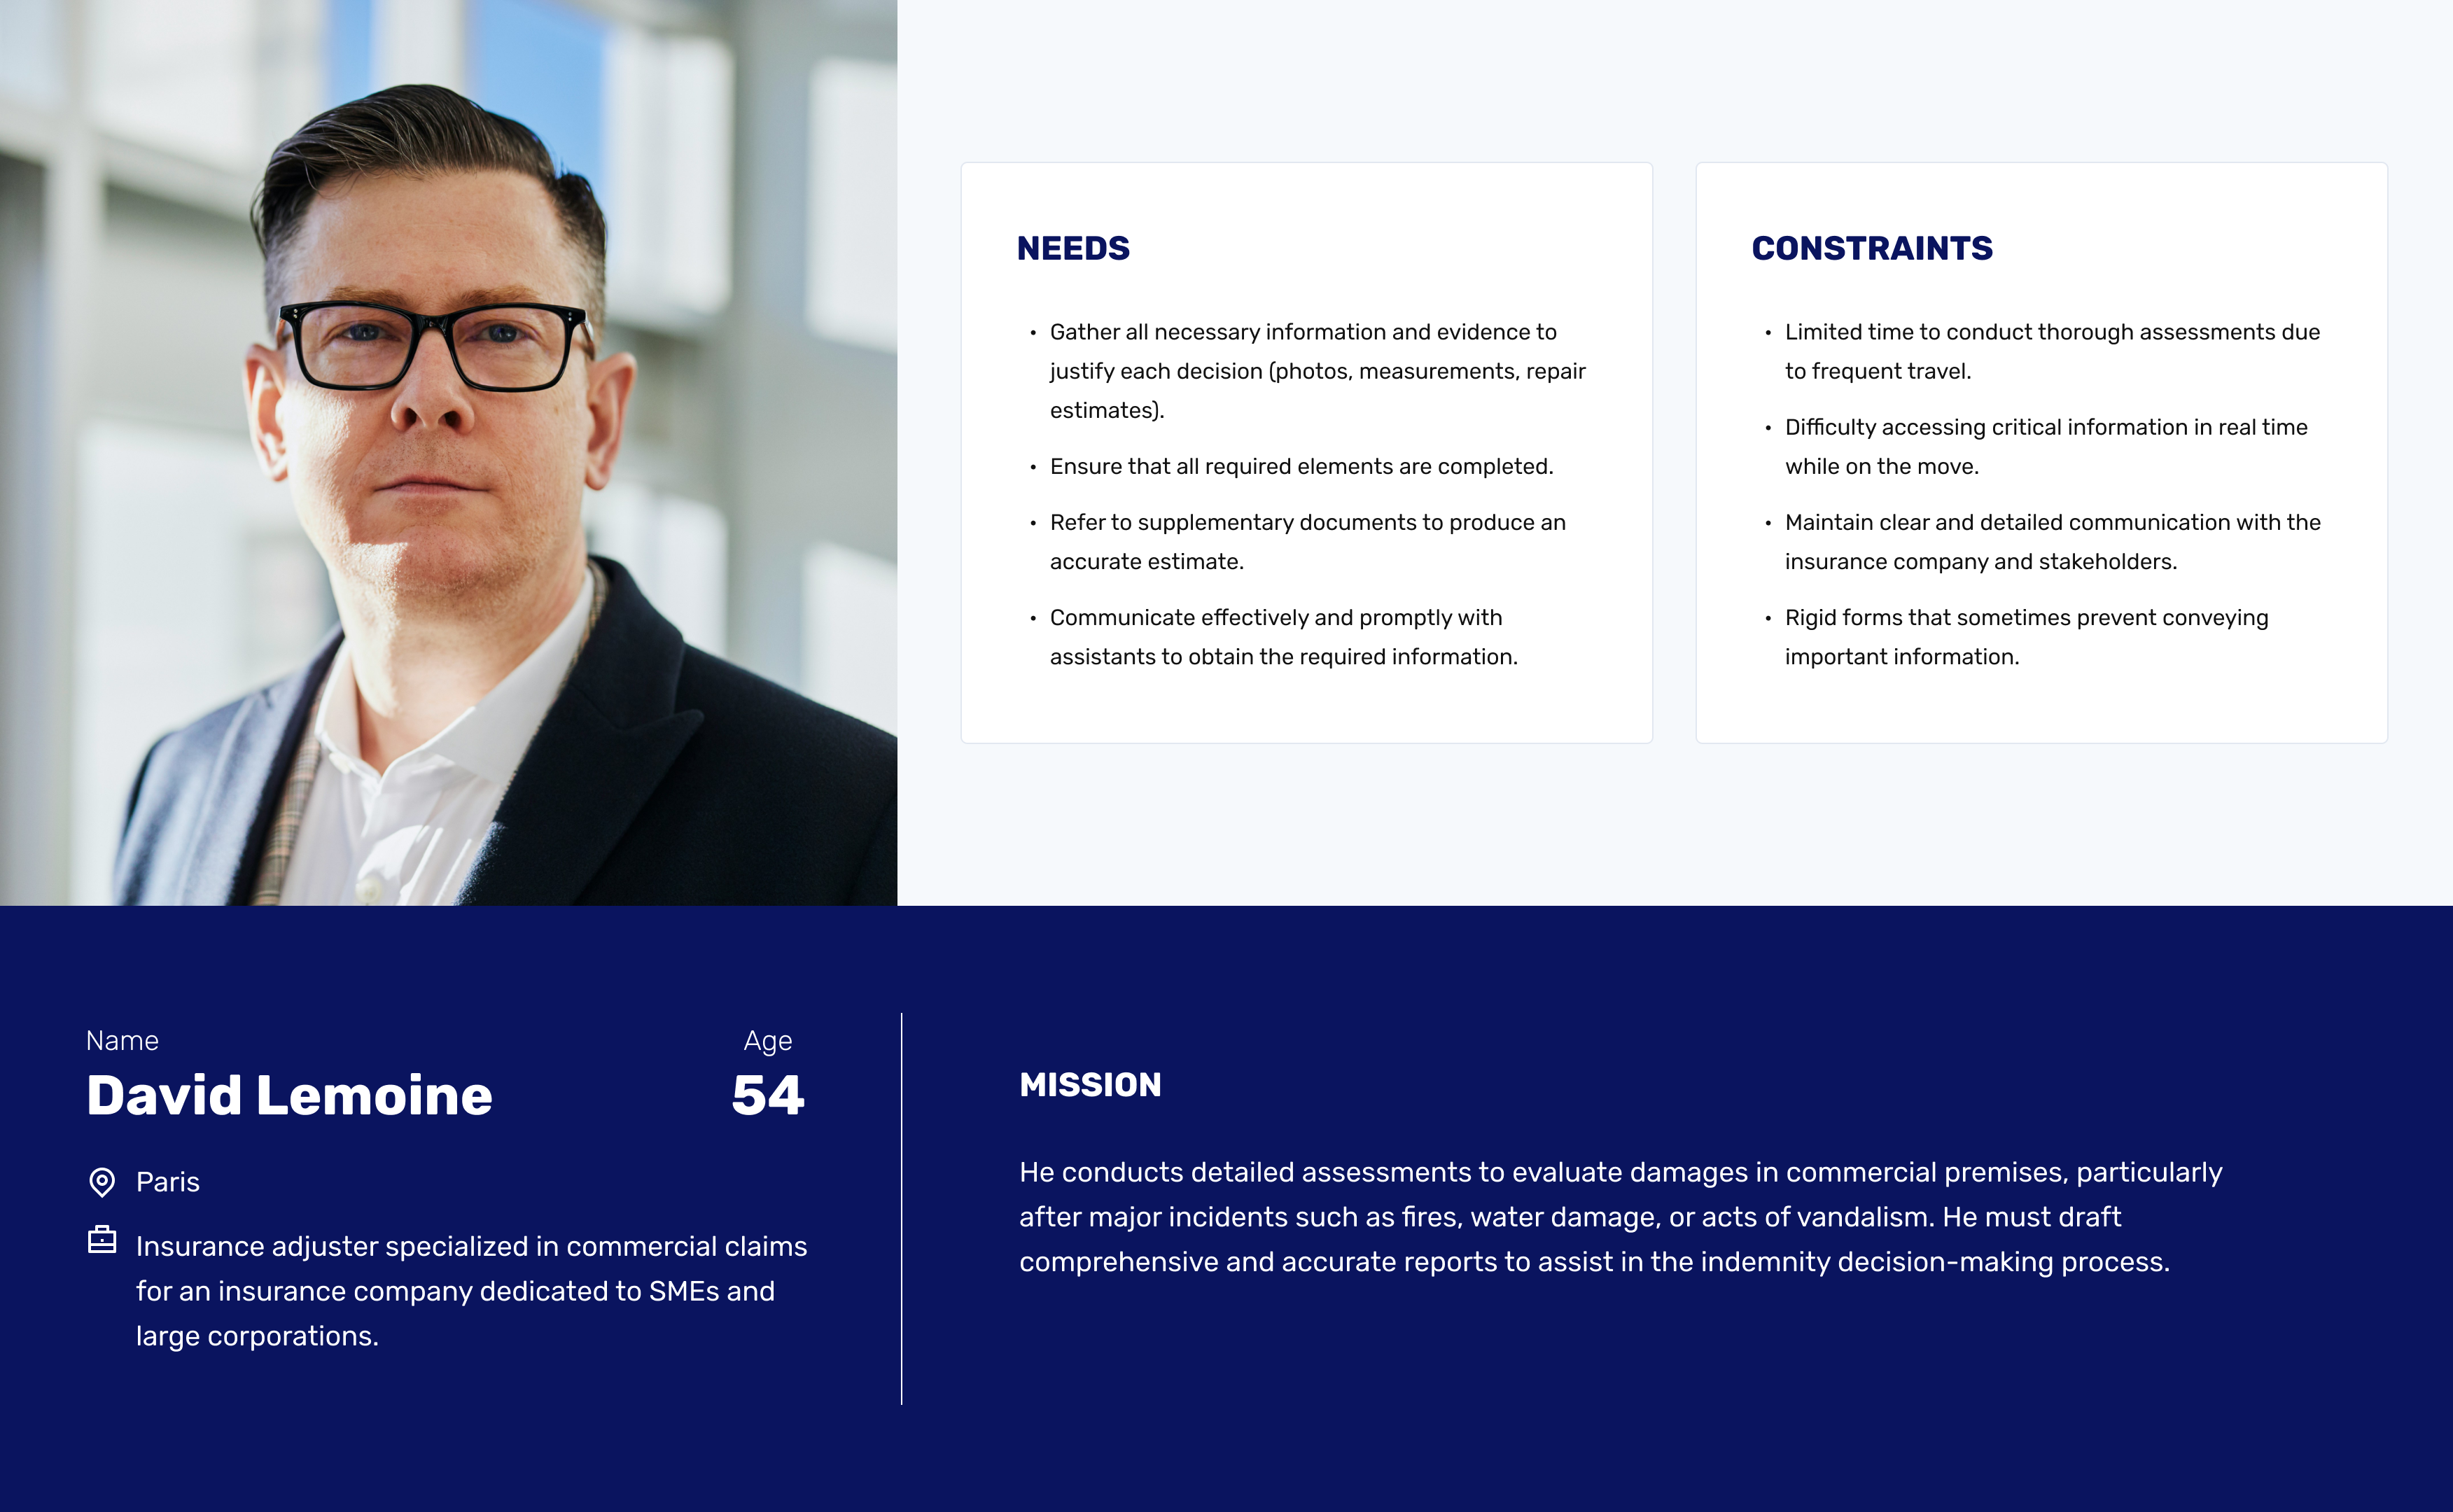 NEEDS
• Gather all necessary information and evidence to
justify each decision (photos, measurements, repair
estimates).
• Ensure that all required elements are completed.
• Refer to supplementary documents to produce an
accurate estimate.
• Communicate effectively and promptly with
assistants to obtain the required information.
CONSTRAINTS
• Limited time to conduct thorough assessments due
to frequent travel.
• Difficulty accessing critical information in real time
while on the move.
• Maintain clear and detailed communication with the
insurance company and stakeholders.
• Rigid forms that sometimes prevent conveying
important information.
Name
David Lemoine
Age
54
Paris
Insurance adjuster specialized in commercial claims
for an insurance company dedicated to SMEs and
large corporations.
MISSION
He conducts detailed assessments to evaluate damages in commercial premises, particularly
after major incidents such as fires, water damage, or acts of vandalism. He must draft
comprehensive and accurate reports to assist in the indemnity decision-making process.